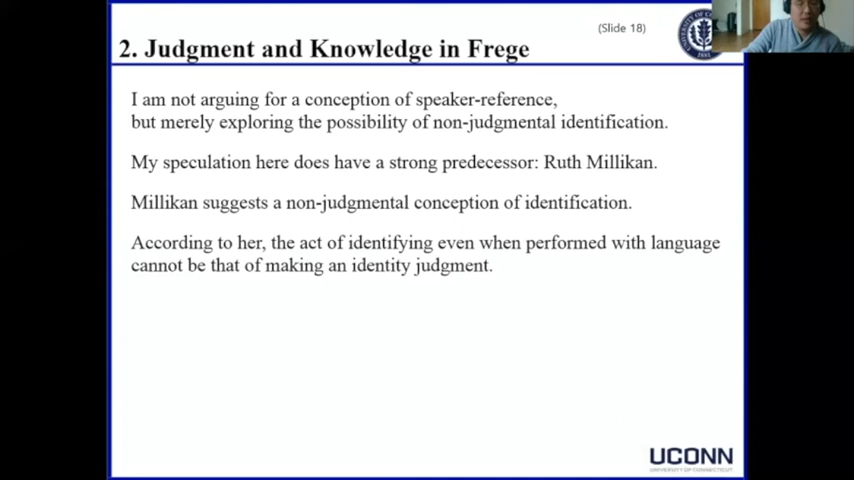 (Slide 18)
2. Judgment and Knowledge in Frege
I am not arguing for a conception of speaker-reference,
but merely exploring the possibility of non-judgmental identification.
My speculation here does have a strong predecessor: Ruth Millikan.
Millikan suggests a non-judgmental conception of identification.
According to her, the act of identifying even when performed with language
cannot be that of making an identity judgment.
UCONN
UNIVERSITY OF CONNECTICUT